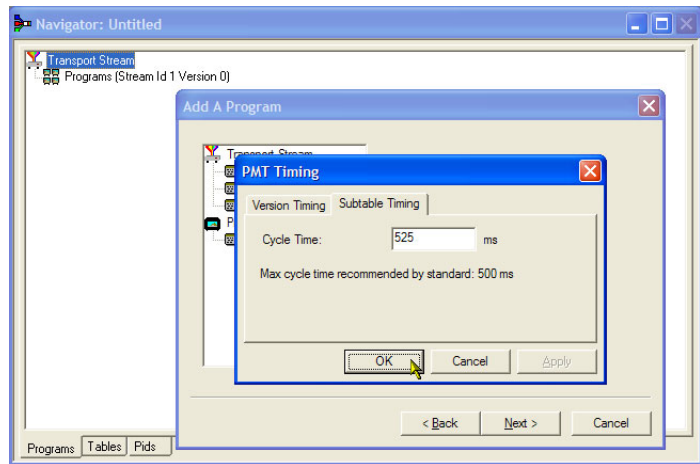 Navigator: Untitled
Transport Stream
Programs (Stream Id 1 Version 0)
Add A Program
Transport Stream
PMT Timing
P
Version Timing
Subtable Timing
Cycle Time:
525
ms
Max cycle time recommended by standard: 500 ms
OK
Cancel
Apply
< Back
Next >
Cancel
Programs
Tables
Pids